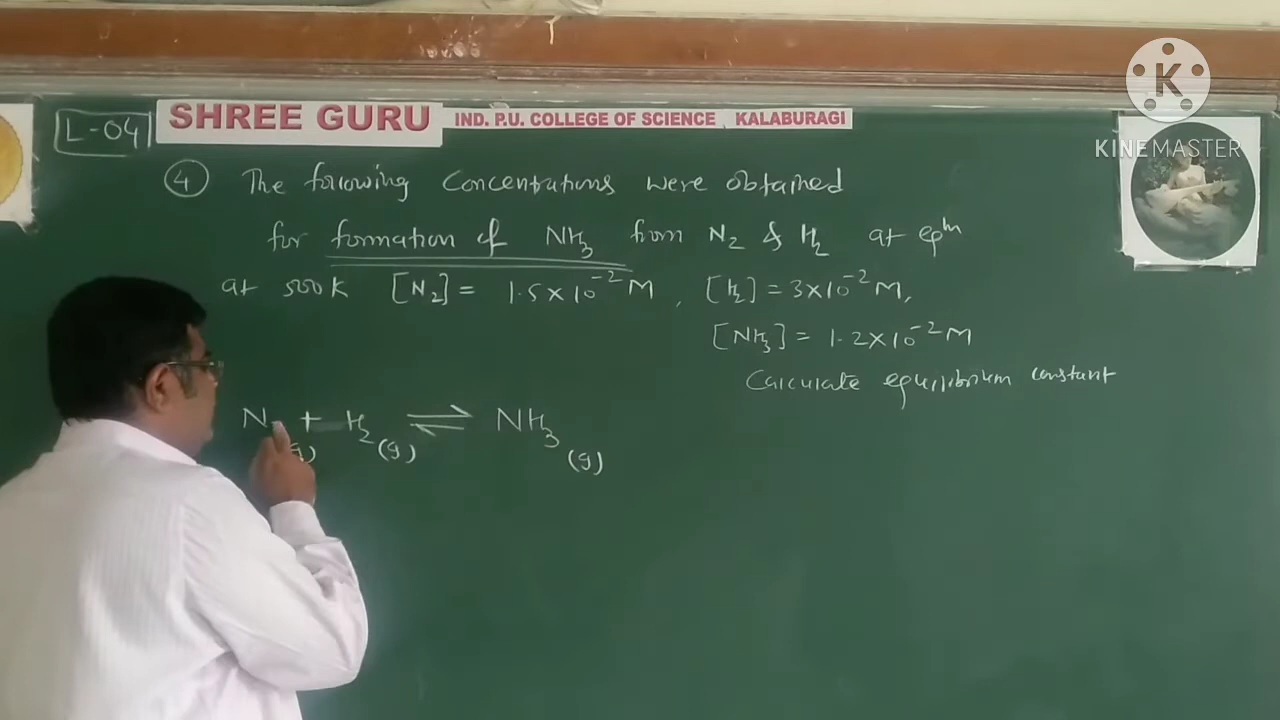 L-04
SHREE GURU IND. P.U. COLLEGE OF SCIENCE, KALABURAGI
KINEMASTER
④ The following Concentrations were obtained
for formation of NH₃ from N₂ & H₂ at eqᵐ
at 500K [N₂] = 1.5×10⁻² M, [H₂] = 3×10⁻² M,
[NH₃] = 1.2×10⁻² M
Calculate equilibrium constant
N + H₂ (g) ⇌ NH₃ (g)